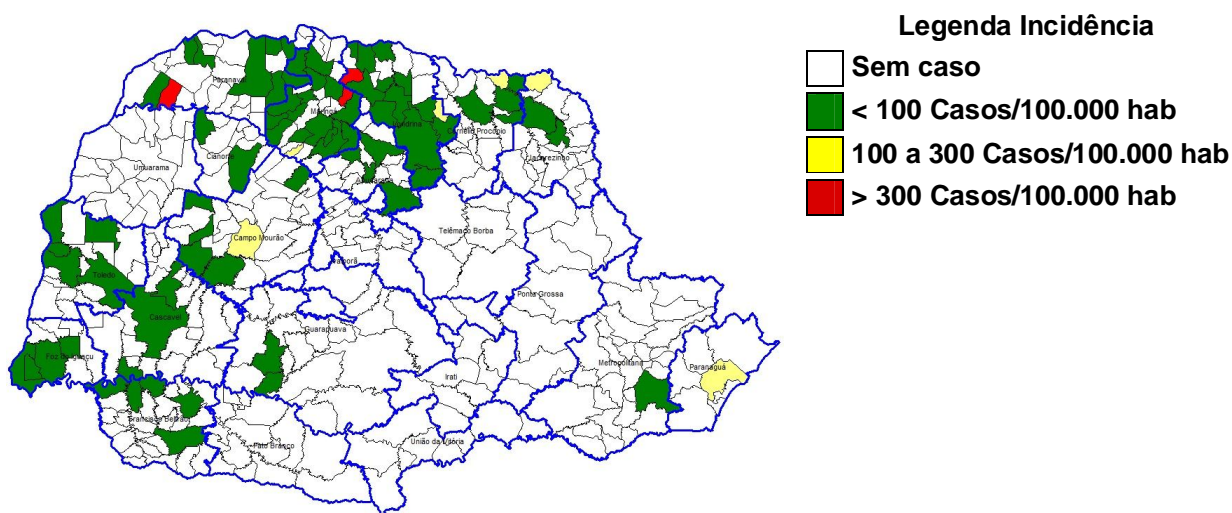 Legenda Incidência
Sem caso
< 100 Casos/100.000 hab
100 a 300 Casos/100.000 hab
> 300 Casos/100.000 hab
Paranavaí
Maringá
Londrina
Cornélio Procópio
Jacarezinho
Cianorte
Umuarama
Apucarana
Campo Mourão
Telêmaco Borba
Ivaiporã
Toledo
Cascavel
Ponta Grossa
Guarapuava
Foz do Iguaçu
Metropolitana
Paranaguá
Irati
Francisco Beltrão
Pato Branco
União da Vitória